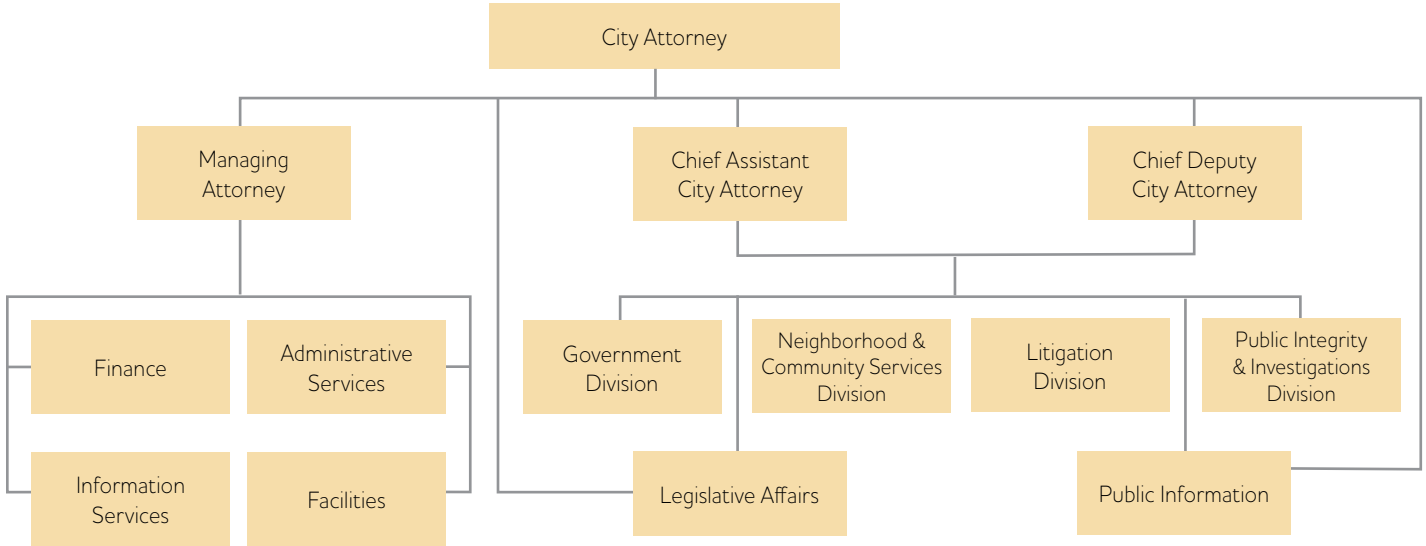 City Attorney
Managing
Attorney
Chief Assistant
City Attorney
Chief Deputy
City Attorney
Finance
Administrative
Services
Information
Services
Facilities
Government
Division
Neighborhood &
Community Services
Division
Litigation
Division
Public Integrity
& Investigations
Division
Legislative Affairs
Public Information